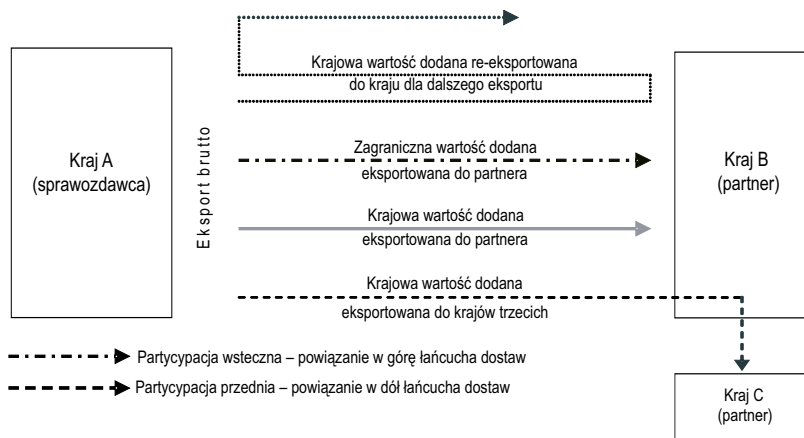 Krajowa wartość dodana re-eksportowana
do kraju dla dalszego eksportu
Kraj A
(sprawozdawca)
Eksport brutto
Zagraniczna wartość dodana
eksportowana do partnera
Kraj B
(partner)
Krajowa wartość dodana
eksportowana do partnera
Krajowa wartość dodana
eksportowana do krajów trzecich
Partycypacja wsteczna – powiązanie w górę łańcucha dostaw
Partycypacja przednia – powiązanie w dół łańcucha dostaw
Kraj C
(partner)